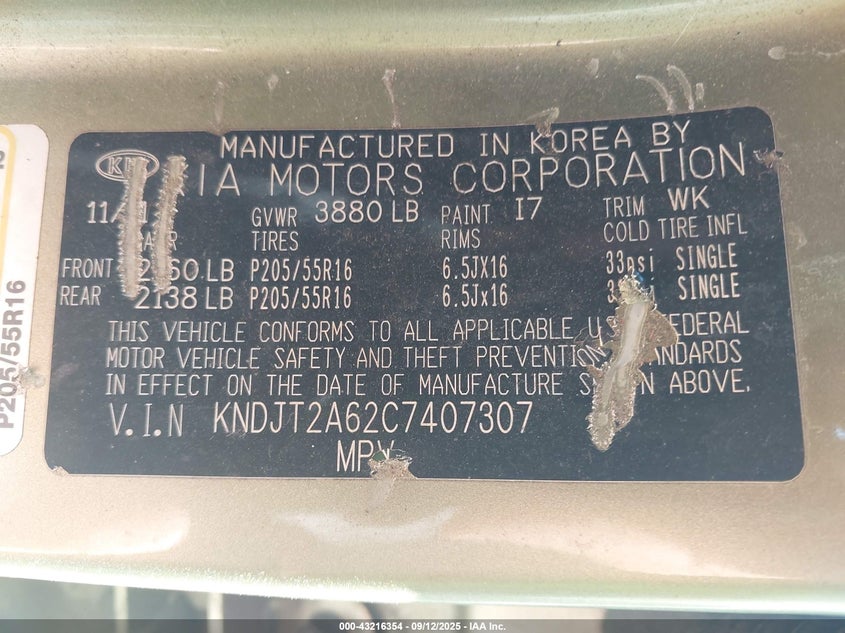 MANUFACTURED IN KOREA BY
IA MOTORS CORPORATION
GVWR 3880 LB PAINT I7 TRIM WK
TIRES RIMS COLD TIRE INFL
FRONT LB P205/55R16 6.5JX16 33psi SINGLE
REAR 2138 LB P205/55R16 6.5Jx16 SINGLE
THIS VEHICLE CONFORMS TO ALL APPLICABLE FEDERAL
MOTOR VEHICLE SAFETY AND THEFT PREVENTION
IN EFFECT ON THE DATE OF MANUFACTURE ABOVE.
V.I.N KNDJT2A62C7407307
MPV
P205/55R16
000-43216354 - 09/12/2025 - IAA Inc.